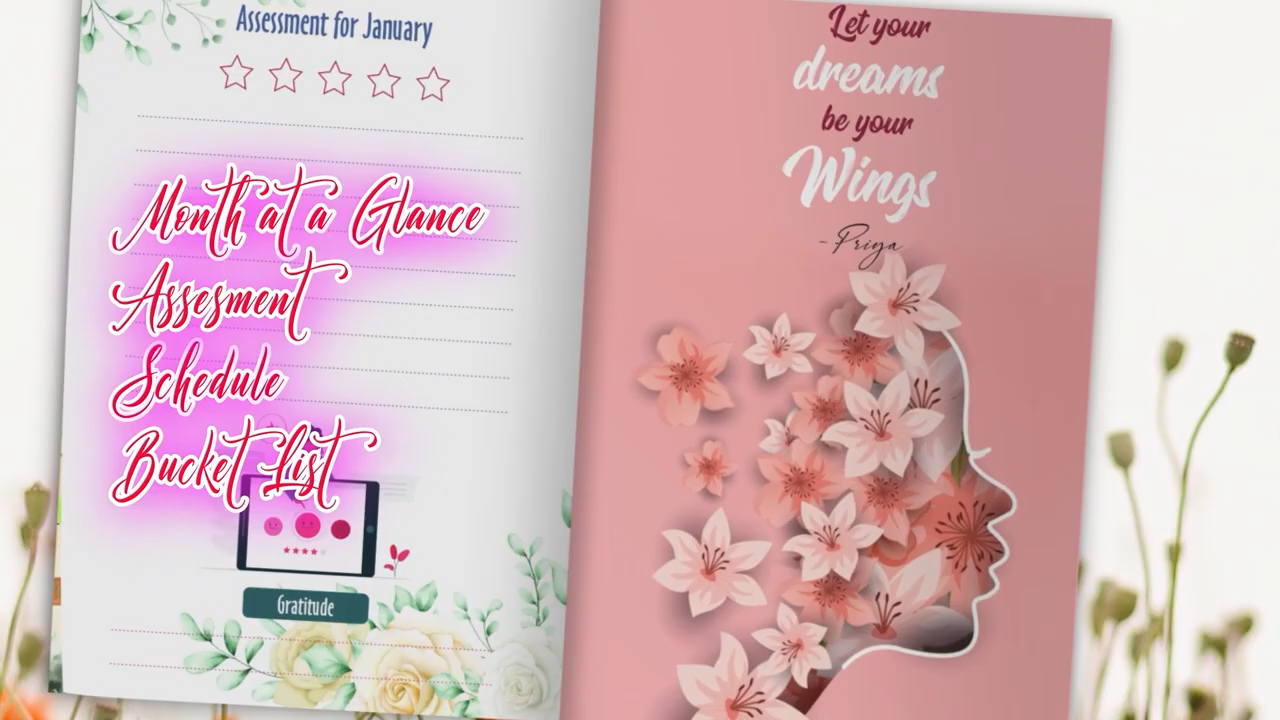 Assessment for January
Month at a Glance
Assesment
Schedule
Bucket List
Gratitude
Let your
dreams
be your
Wings
- Priya